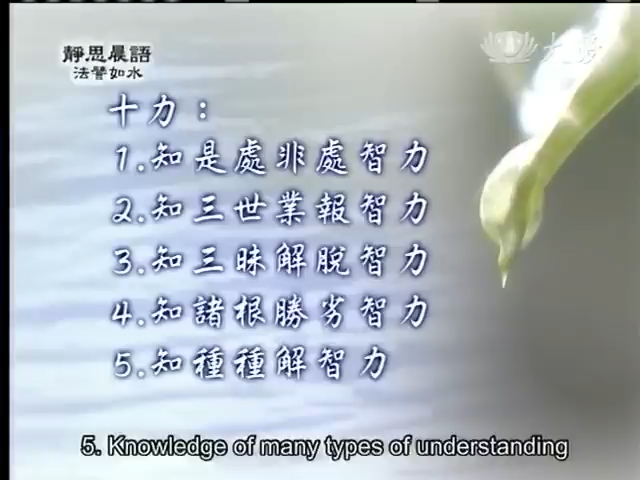 靜思晨語
法譬如水
大愛
十力：
1.知是處非處智力
2.知三世業報智力
3.知三昧解脫智力
4.知諸根勝劣智力
5.知種種解智力
5. Knowledge of many types of understanding